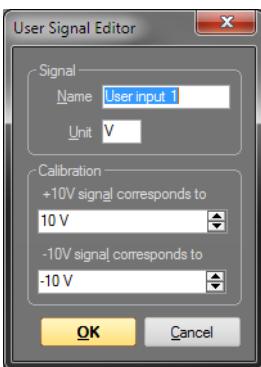 User Signal Editor
Signal
Name User input 1
Unit V
Calibration
+10V signal corresponds to
10 V
-10V signal corresponds to
-10 V
OK Cancel